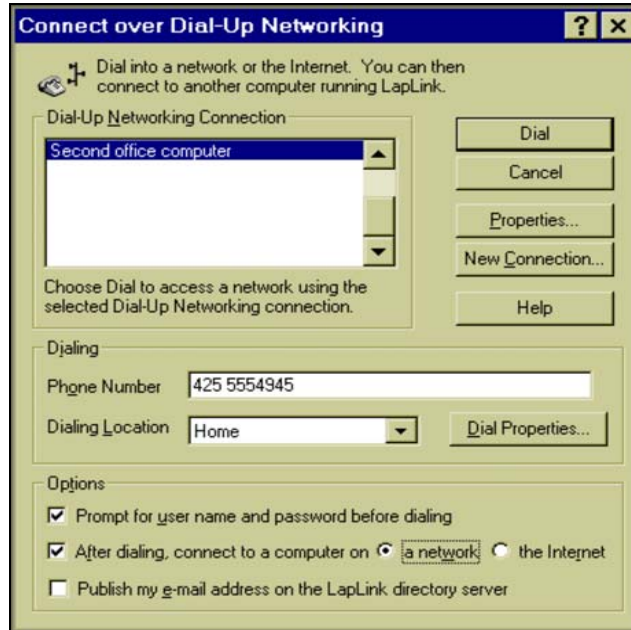 Connect over Dial-Up Networking
Dial into a network or the Internet. You can then
connect to another computer running LapLink.
Dial-Up Networking Connection
Second office computer
Choose Dial to access a network using the
selected Dial-Up Networking connection.
Dial
Cancel
Properties...
New Connection...
Help
Dialing
Phone Number 425 5554945
Dialing Location Home Dial Properties...
Options
Prompt for user name and password before dialing
After dialing, connect to a computer on a network the Internet
Publish my e-mail address on the LapLink directory server